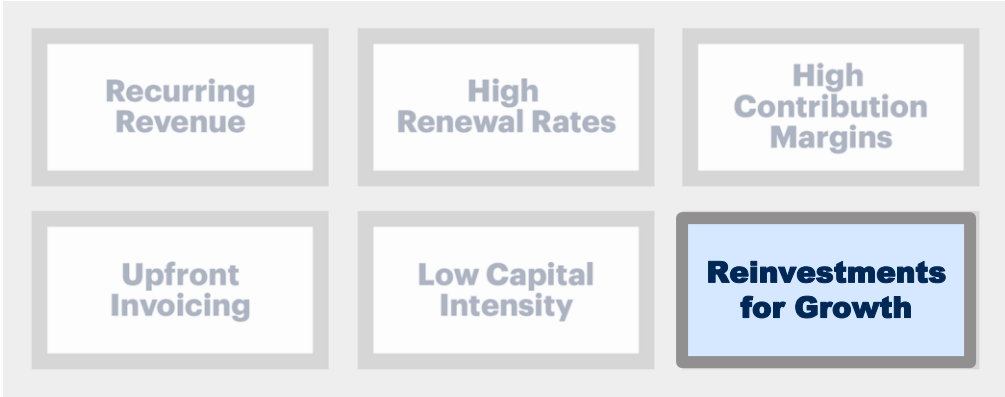 Recurring
Revenue
High
Renewal Rates
High
Contribution
Margins
Upfront
Invoicing
Low Capital
Intensity
Reinvestments
for Growth